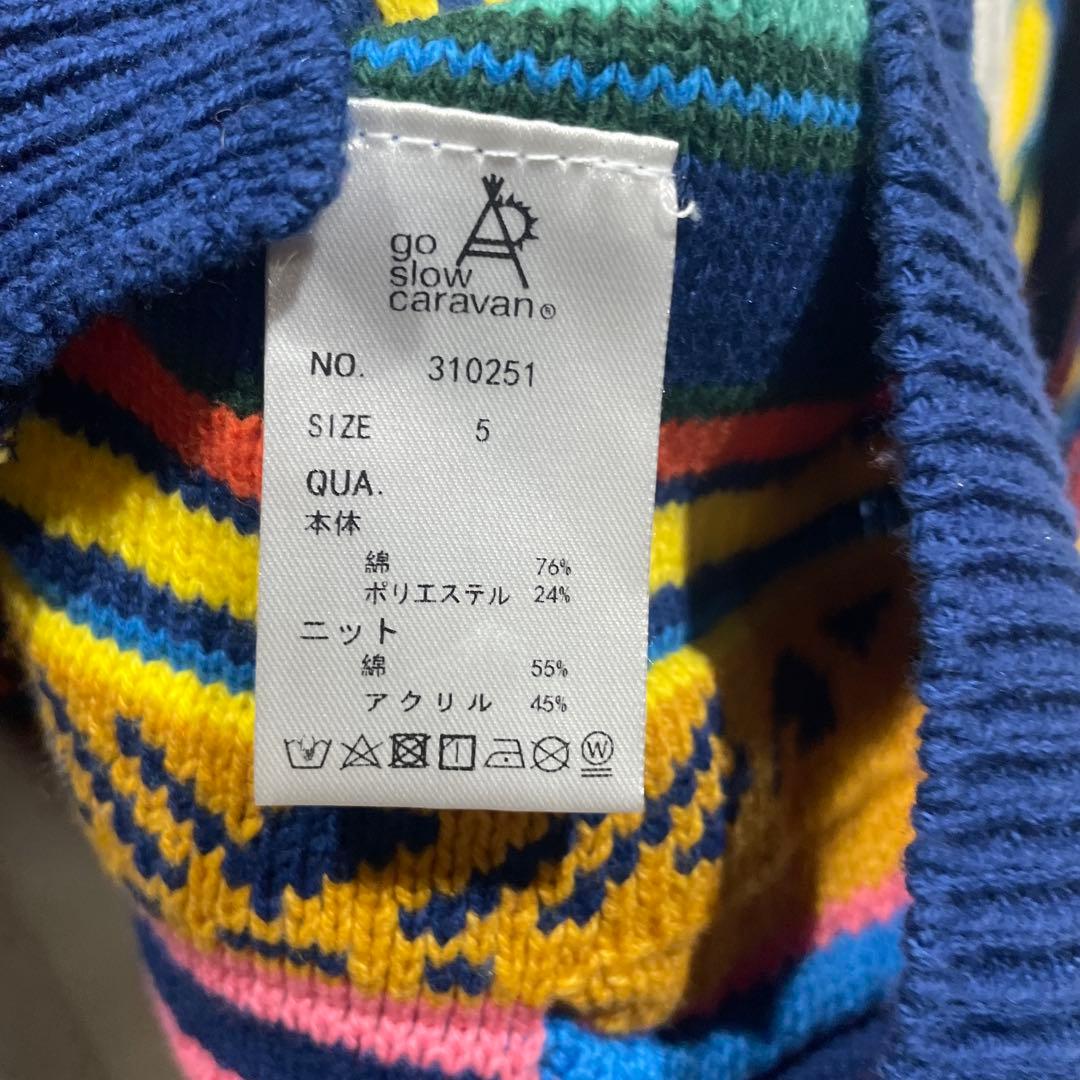 go
slow
caravan®
NO. 310251
SIZE 5
QUA.
本体
綿 76%
ポリエステル 24%
ニット
綿 55%
アクリル 45%
W